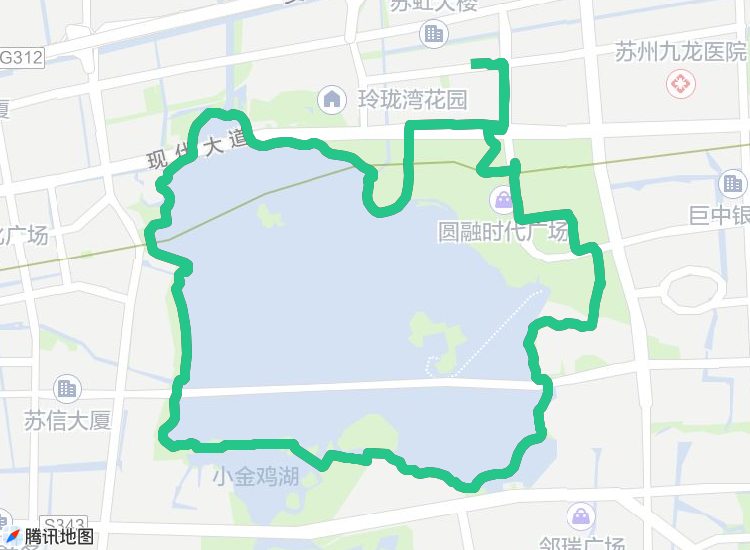 苏虹大楼
G312
苏州九龙医院
玲珑湾花园
现代大道
巨中银
圆融时代广场
化广场
苏信大厦
小金鸡湖
S343
邻瑞广场
腾讯地图